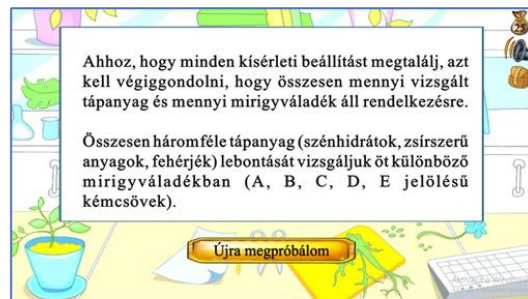 Ahhoz, hogy minden kísérleti beállítást megtalálj, azt
kell végiggondolni, hogy összesen mennyi vizsgált
tápanyag és mennyi mirigyváladék áll rendelkezésre.
Összesen háromféle tápanyag (szénhidrátok, zsírszerű
anyagok, fehérjék) lebontását vizsgáljuk öt különböző
mirigyváladékban (A, B, C, D, E jelölésű
kémcsövek).
Újra megpróbálom